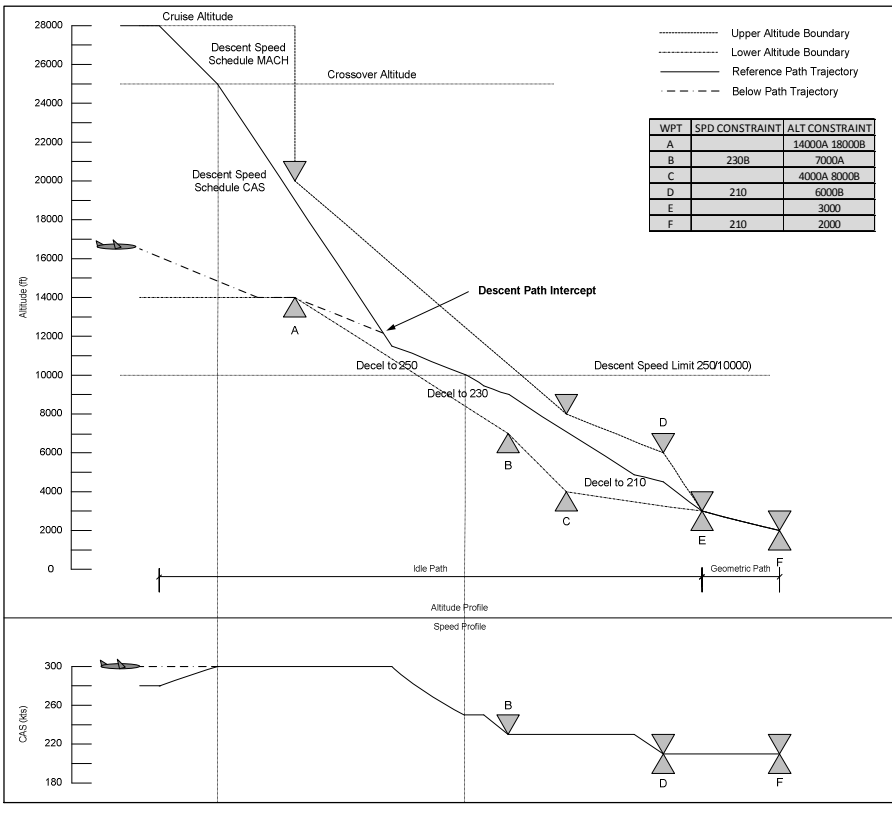 Cruise Altitude
28000
26000
24000
22000
20000
18000
16000
14000
12000
10000
8000
6000
4000
2000
0
Altitude (ft)
Descent Speed
Schedule MACH
Crossover Altitude
Descent Speed
Schedule CAS
Upper Altitude Boundary
Lower Altitude Boundary
Reference Path Trajectory
Below Path Trajectory
WPT SPD CONSTRAINT ALT CONSTRAINT
A 14000A 18000B
B 230B 7000A
C 4000A 8000B
D 210 6000B
E 3000
F 210 2000
Descent Path Intercept
A
Decel to 250
Descent Speed Limit 250/10000)
Decel to 230
D
B
Decel to 210
C
E
F
Idle Path
Geometric Path
Altitude Profile
Speed Profile
300
260
220
180
CAS (kts)
B
D
F